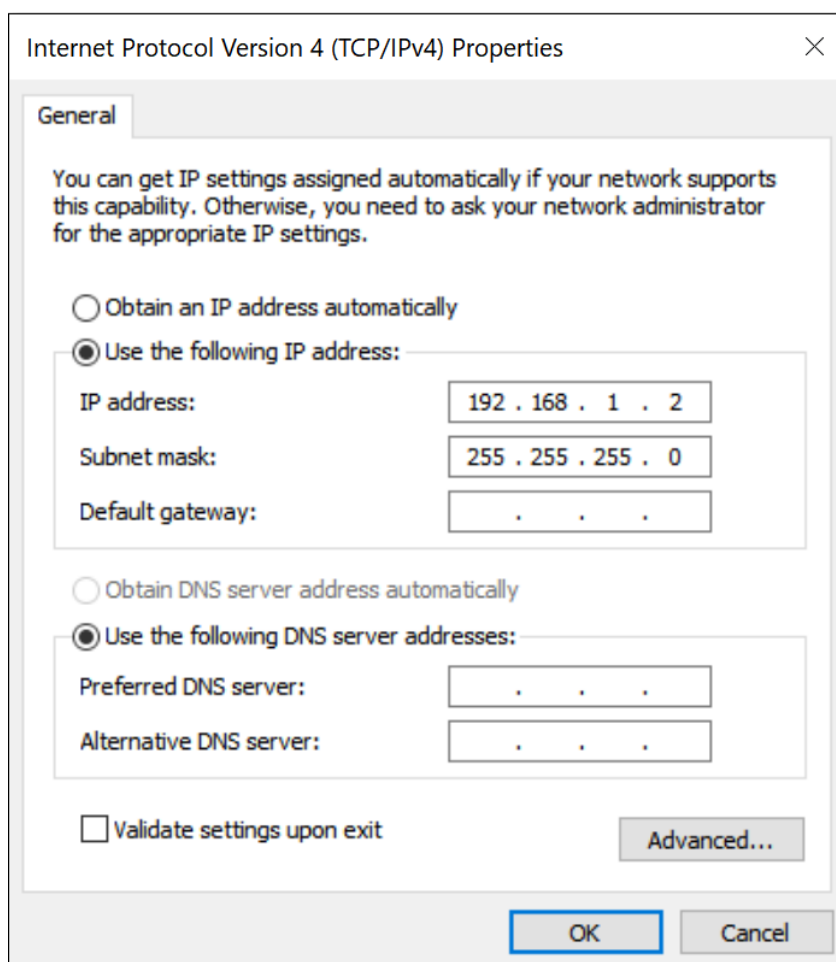 Internet Protocol Version 4 (TCP/IPv4) Properties
General
You can get IP settings assigned automatically if your network supports
this capability. Otherwise, you need to ask your network administrator
for the appropriate IP settings.
Obtain an IP address automatically
Use the following IP address:
IP address: 192 . 168 . 1 . 2
Subnet mask: 255 . 255 . 255 . 0
Default gateway: . . .
Obtain DNS server address automatically
Use the following DNS server addresses:
Preferred DNS server: . . .
Alternative DNS server: . . .
Validate settings upon exit
Advanced...
OK Cancel